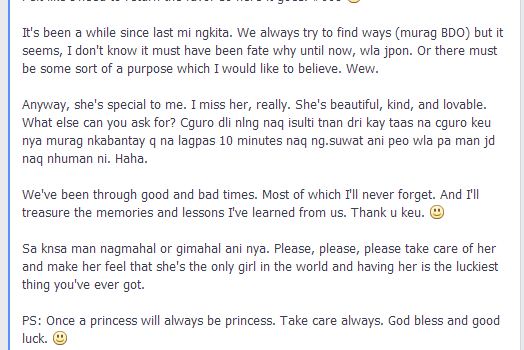 It's been a while since last mi ngkita. We always try to find ways (murag BDO) but it
seems, I don't know it must have been fate why until now, wla jpon. Or there must
be some sort of a purpose which I would like to believe. Wew.
Anyway, she's special to me. I miss her, really. She's beautiful, kind, and lovable.
What else can you ask for? Cguro dli nlng naq isulti tnan dri kay taas na cguro keu
nya murag nkabantay q na lagpas 10 minutes naq ng.suwat ani peo wla pa man jd
naq nhuman ni. Haha.
We've been through good and bad times. Most of which I'll never forget. And I'll
treasure the memories and lessons I've learned from us. Thank u keu.
Sa knsa man nagmahal or gimahal ani nya. Please, please, please take care of her
and make her feel that she's the only girl in the world and having her is the luckiest
thing you've ever got.
PS: Once a princess will always be princess. Take care always. God bless and good
luck.